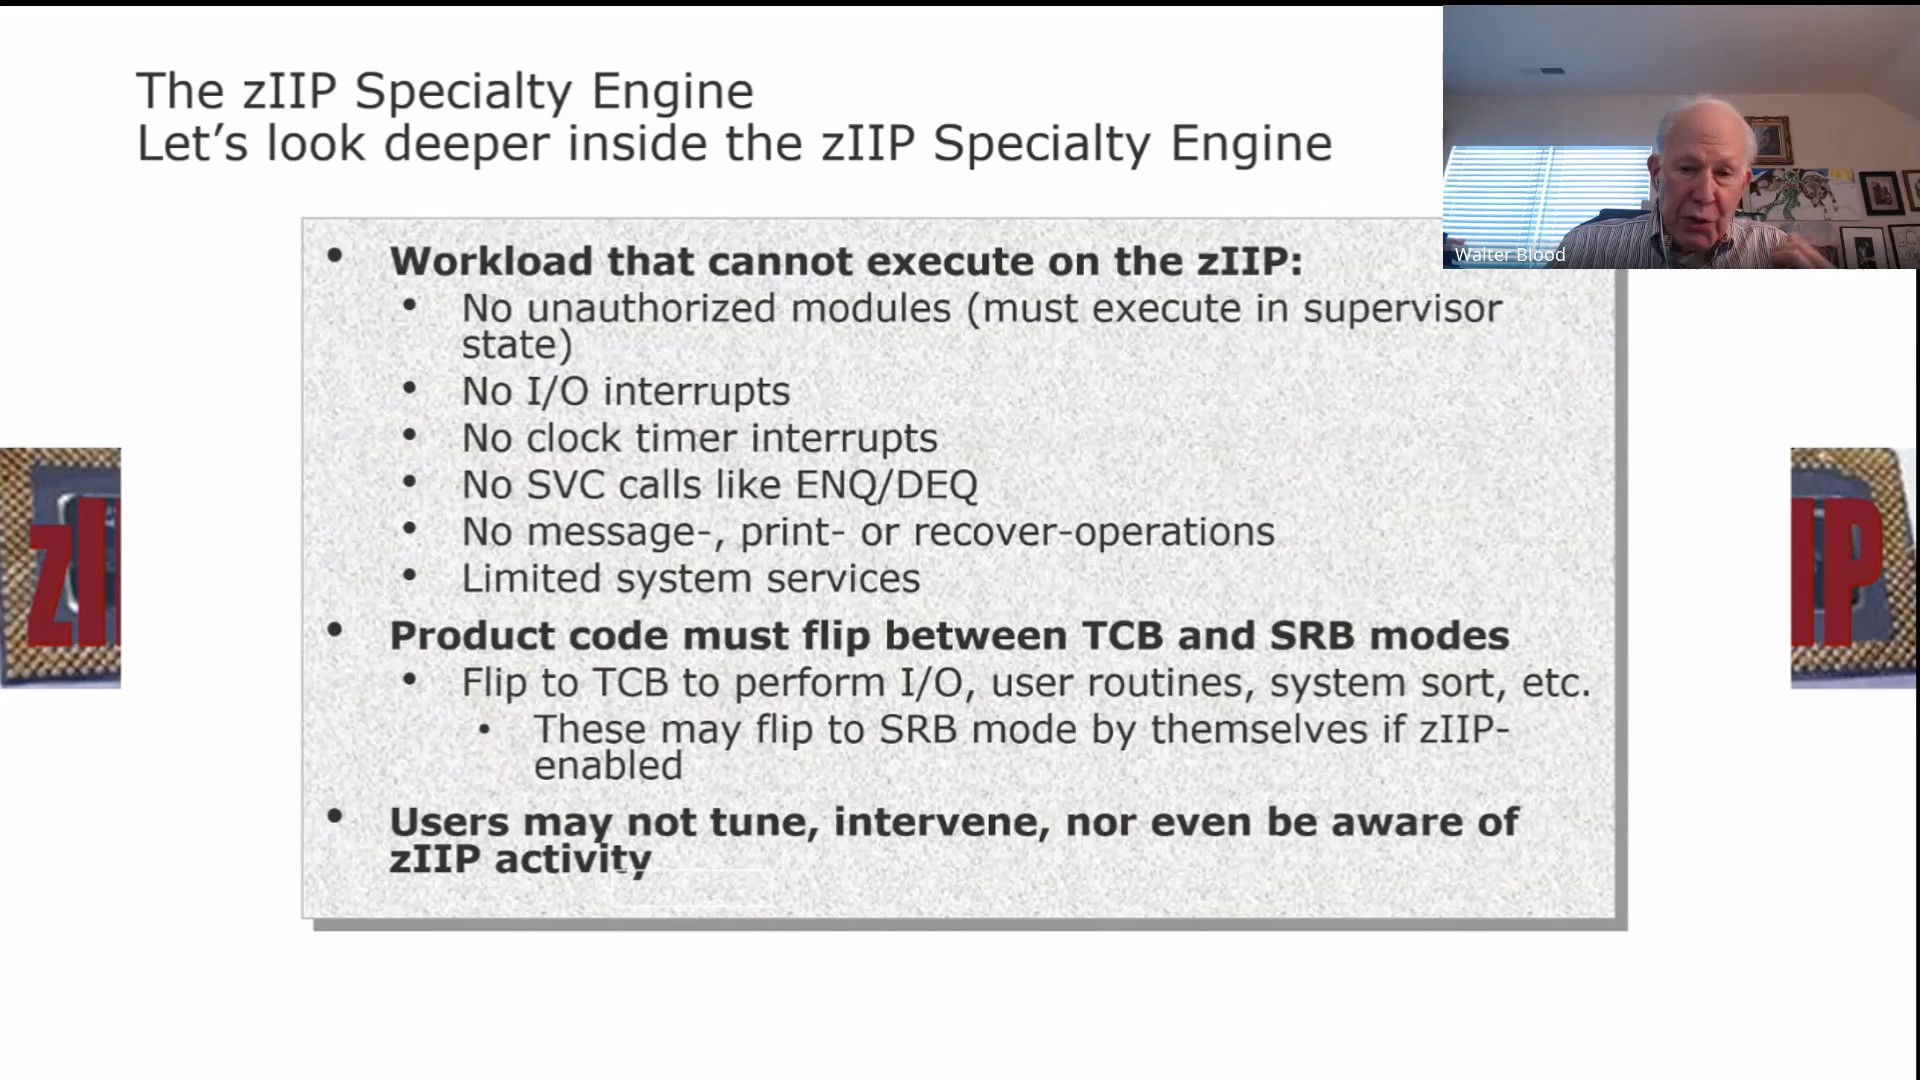 The zIIP Specialty Engine
Let’s look deeper inside the zIIP Specialty Engine
Walter Blood
• Workload that cannot execute on the zIIP:
• No unauthorized modules (must execute in supervisor
state)
• No I/O interrupts
• No clock timer interrupts
• No SVC calls like ENQ/DEQ
• No message-, print- or recover-operations
• Limited system services
• Product code must flip between TCB and SRB modes
• Flip to TCB to perform I/O, user routines, system sort, etc.
• These may flip to SRB mode by themselves if zIIP-
enabled
• Users may not tune, intervene, nor even be aware of
zIIP activity
zI
IP